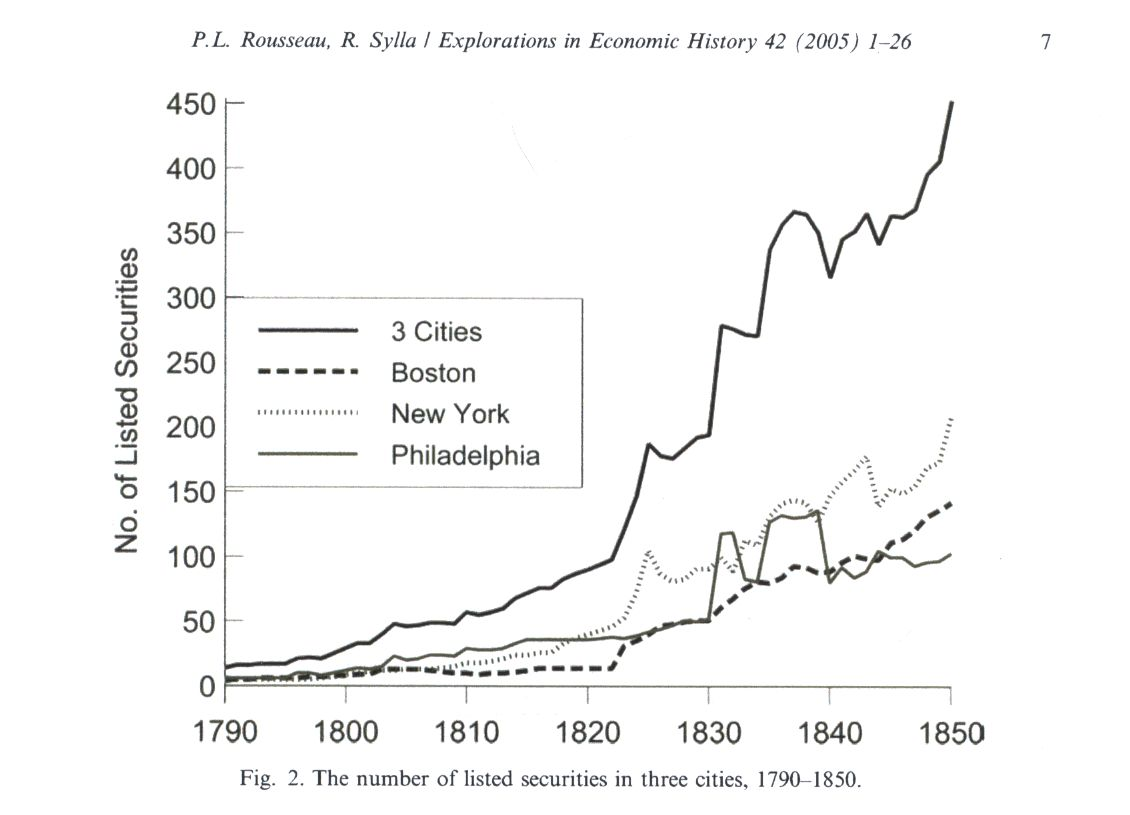 P.L. Rousseau, R. Sylla / Explorations in Economic History 42 (2005) 1–26 7
450
400
350
300
250
200
150
100
50
0
No. of Listed Securities
3 Cities
Boston
New York
Philadelphia
1790 1800 1810 1820 1830 1840 1850
Fig. 2. The number of listed securities in three cities, 1790–1850.